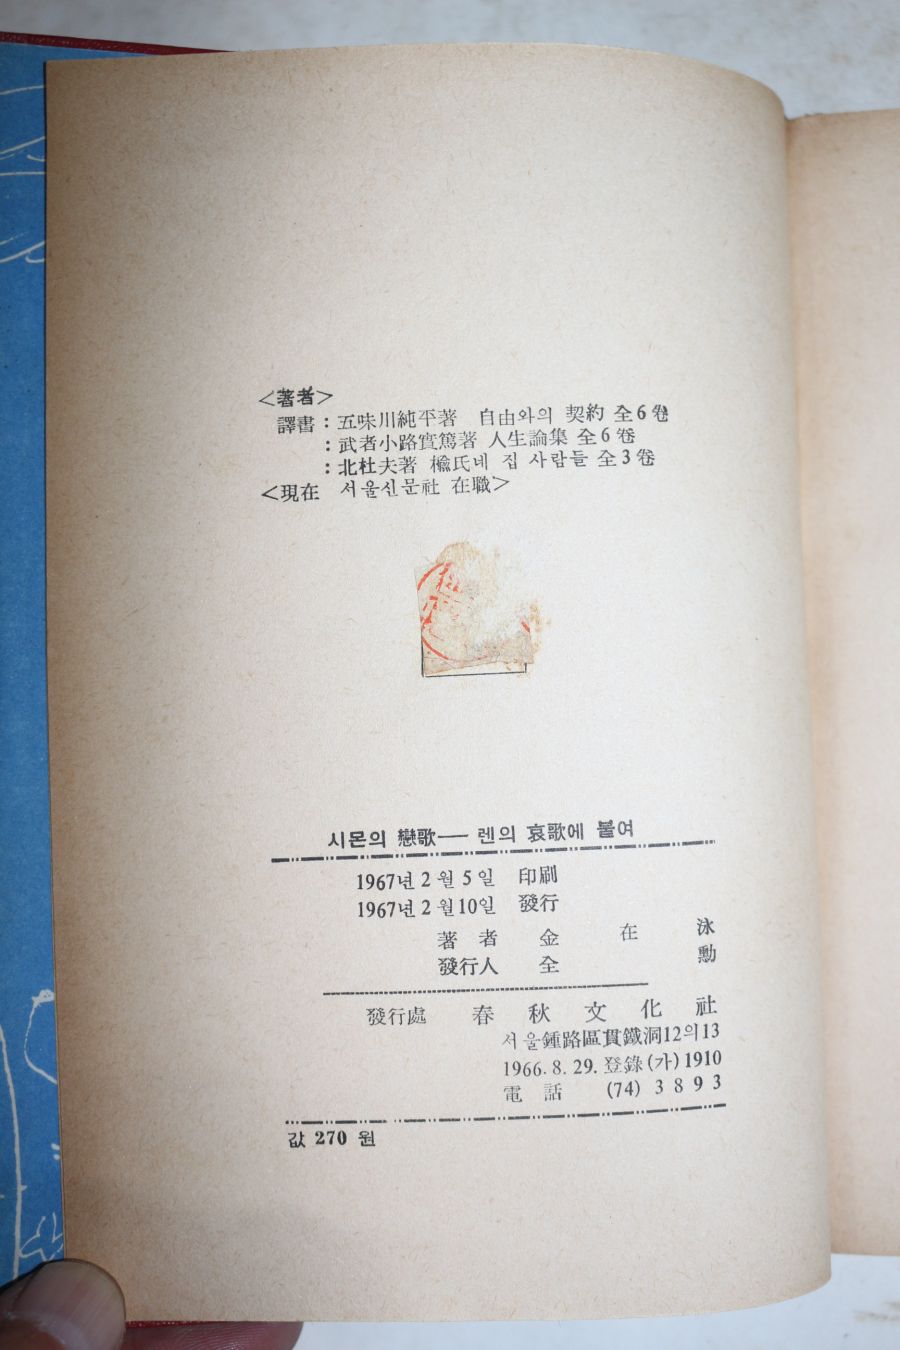 <著者>
譯書 : 五味川純平著 自由와의 契約 全6卷
: 武者小路實篤著 人生論集 全6卷
: 北杜夫著 楡氏네 집 사람들 全3卷
<現在 서울신문社 在職>
시몬의 戀歌── 렌의 哀歌에 붙여
1967년 2월 5일 印刷
1967년 2월10일 發行
著者 金在泳
發行人 全勳
發行處 春秋文化社
서울鍾路區貫鐵洞12의13
1966. 8. 29. 登錄(가)1910
電話 (74) 3893
값 270 원